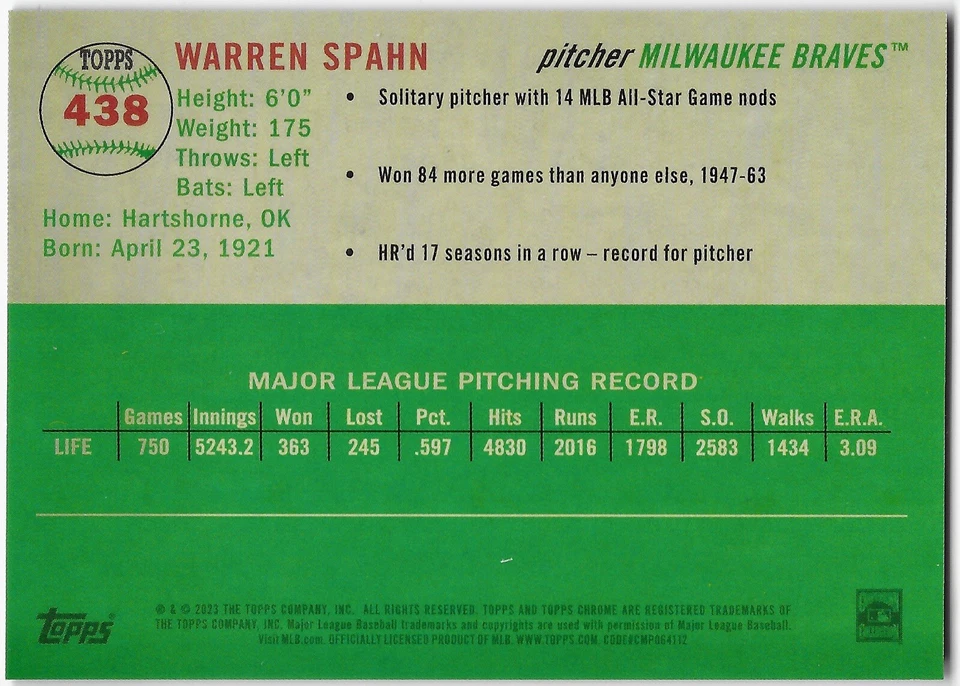 TOPPS
438
WARREN SPAHN
pitcher MILWAUKEE BRAVES™
Height: 6'0"
Weight: 175
Throws: Left
Bats: Left
Home: Hartshorne, OK
Born: April 23, 1921
• Solitary pitcher with 14 MLB All-Star Game nods
• Won 84 more games than anyone else, 1947-63
• HR'd 17 seasons in a row – record for pitcher
MAJOR LEAGUE PITCHING RECORD
Games Innings Won Lost Pct. Hits Runs E.R. S.O. Walks E.R.A.
LIFE 750 5243.2 363 245 .597 4830 2016 1798 2583 1434 3.09
topps
® & © 2023 THE TOPPS COMPANY, INC. ALL RIGHTS RESERVED. TOPPS AND TOPPS CHROME ARE REGISTERED TRADEMARKS OF
THE TOPPS COMPANY, INC. Major League Baseball trademarks and copyrights are used with permission of Major League Baseball.
Visit MLB.com. OFFICIALLY LICENSED PRODUCT OF MLB. WWW.TOPPS.COM. CODE#CMP064112